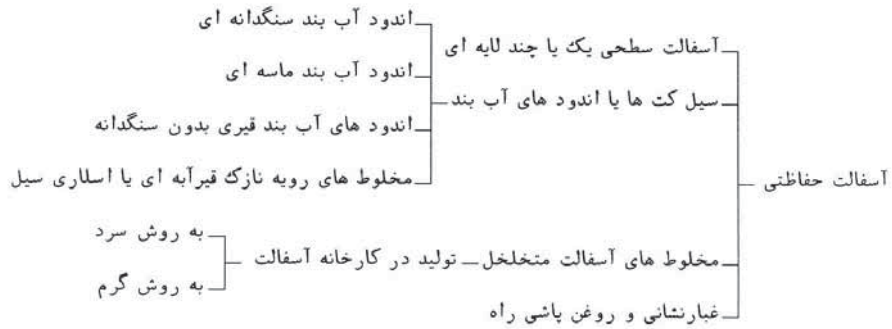 آسفالت حفاظتی
آسفالت سطحی یک یا چند لایه ای
سیل کت ها یا اندود های آب بند
اندود آب بند سنگدانه ای
اندود آب بند ماسه ای
اندود های آب بند قیری بدون سنگدانه
مخلوط های رویه نازک قیرآبه ای یا اسلاری سیل
مخلوط های آسفالت متخلخل
تولید در کارخانه آسفالت
به روش سرد
به روش گرم
غبارنشانی و روغن پاشی راه